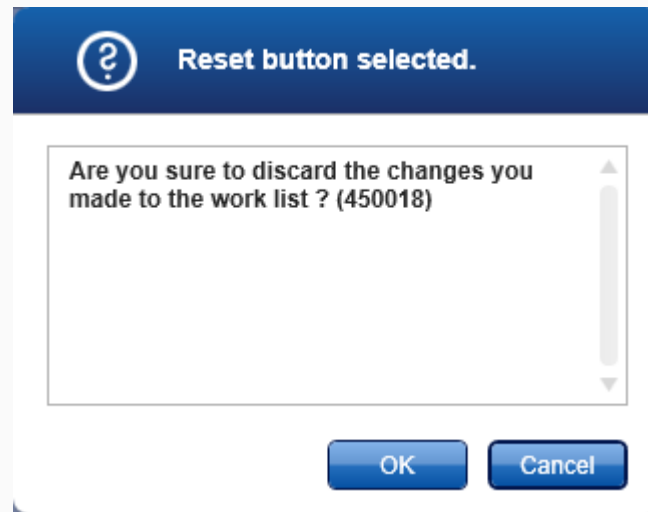 Reset button selected.
Are you sure to discard the changes you
made to the work list ? (450018)
OK
Cancel